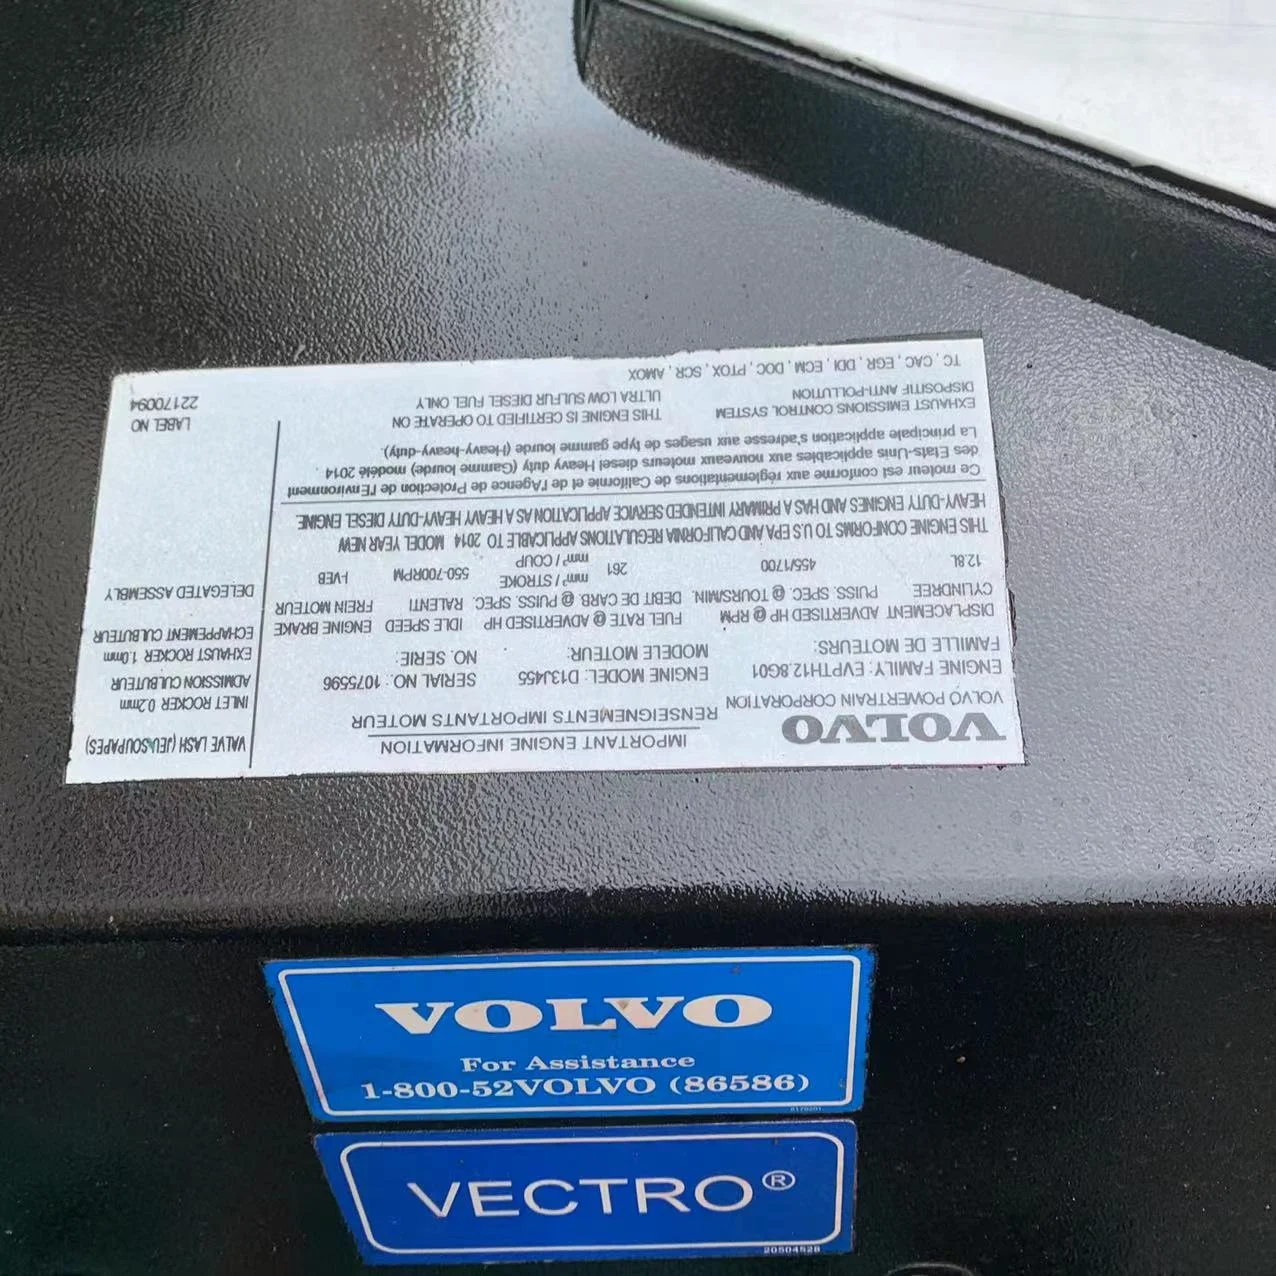 VOLVO
VOLVO POWERTRAIN CORPORATION
IMPORTANT ENGINE INFORMATION
RENSEIGNEMENTS IMPORTANTS MOTEUR
ENGINE FAMILY: EVPTH12.8G01 ENGINE MODEL: D13J455 SERIAL NO.: 1075596
FAMILLE DE MOTEURS: MODELE MOTEUR: NO. SERIE:
DISPLACEMENT ADVERTISED HP @ RPM FUEL RATE @ ADVERTISED HP IDLE SPEED ENGINE BRAKE
CYLINDREE PUISS. SPEC. @ TOURS/MIN. DEBIT DE CARB. @ PUISS. SPEC. RALENTI FREIN MOTEUR
12.8L 455/1700 261 mm³ / STROKE 550-700RPM I-VEB
mm³ / COUP
THIS ENGINE CONFORMS TO U S EPA AND CALIFORNIA REGULATIONS APPLICABLE TO 2014 MODEL YEAR NEW
HEAVY-DUTY ENGINES AND HAS A PRIMARY INTENDED SERVICE APPLICATION AS A HEAVY HEAVY-DUTY DIESEL ENGINE
Ce moteur est conforme aux réglementations de Californie et de l'Agence de Protection de l'Environment
des Etats-Unis applicables aux nouveaux moteurs diesel Heavy duty (Gamme lourde) modéle 2014 .
La principale application s'adresse aux usages de type gamme lourde (Heavy-heavy-duty).
EXHAUST EMISSIONS CONTROL SYSTEM THIS ENGINE IS CERTIFIED TO OPERATE ON
DISPOSITIF ANTI-POLLUTION ULTRA LOW SULFUR DIESEL FUEL ONLY
TC , CAC , EGR , DDI , ECM , DOC , PTOX , SCR , AMOX
VALVE LASH (JEU/SOUPAPES)
INLET ROCKER 0.2mm
ADMISSION CULBUTEUR
EXHAUST ROCKER 1.0mm
ECHAPPEMENT CULBUTEUR
DELEGATED ASSEMBLY
LABEL NO
22170094
VOLVO
For Assistance
1-800-52VOLVO (86586)
VECTRO®
20504528